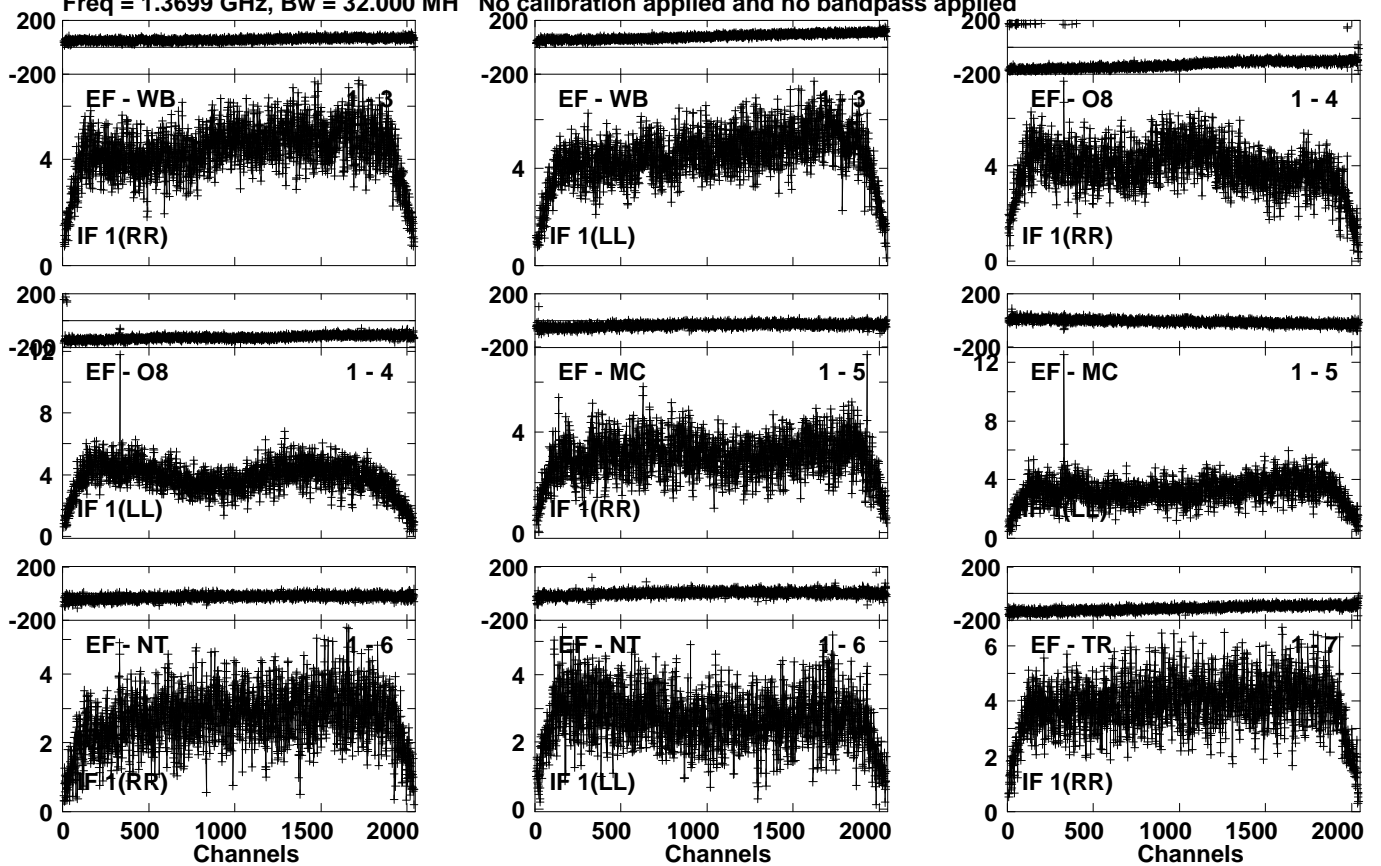 Freq = 1.3699 GHz, Bw = 32.000 MH No calibration applied and no bandpass applied
200
-200
EF - WB 1 - 3
4
IF 1(RR)
0
EF - WB 1 - 3
4
IF 1(LL)
0
200
-200
EF - O8 1 - 4
4
IF 1(RR)
0
200
-200
12
EF - O8 1 - 4
8
4
IF 1(LL)
0
200
-200
EF - MC 1 - 5
4
IF 1(RR)
0
200
-200
12
EF - MC 1 - 5
8
4
IF 1(LL)
0
200
-200
EF - NT 1 - 6
4
2
IF 1(RR)
0
0 500 1000 1500 2000
Channels
200
-200
EF - NT 1 - 6
4
2
IF 1(LL)
0
0 500 1000 1500 2000
Channels
200
-200
6
EF - TR 1 - 7
4
2
IF 1(RR)
0
0 500 1000 1500 2000
Channels